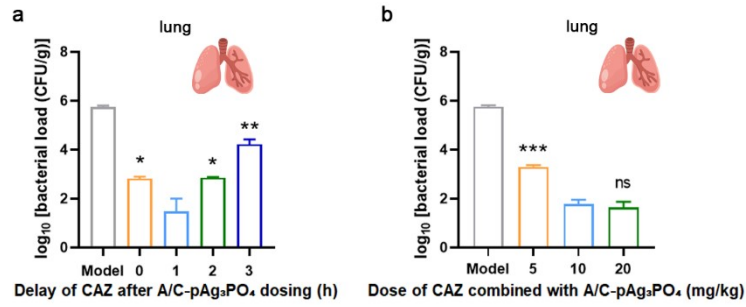 a
lung
log₁₀ [bacterial load (CFU/g)]
8
6
4
2
0
*
*
**
Model 0 1 2 3
Delay of CAZ after A/C-pAg₃PO₄ dosing (h)
b
lung
log₁₀ [bacterial load (CFU/g)]
8
6
4
2
0
***
ns
Model 5 10 20
Dose of CAZ combined with A/C-pAg₃PO₄ (mg/kg)